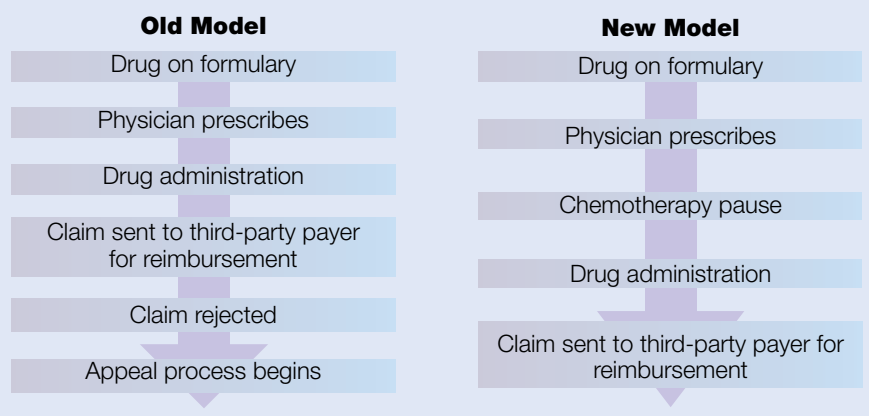 Old Model
Drug on formulary
Physician prescribes
Drug administration
Claim sent to third-party payer
for reimbursement
Claim rejected
Appeal process begins
New Model
Drug on formulary
Physician prescribes
Chemotherapy pause
Drug administration
Claim sent to third-party payer for
reimbursement